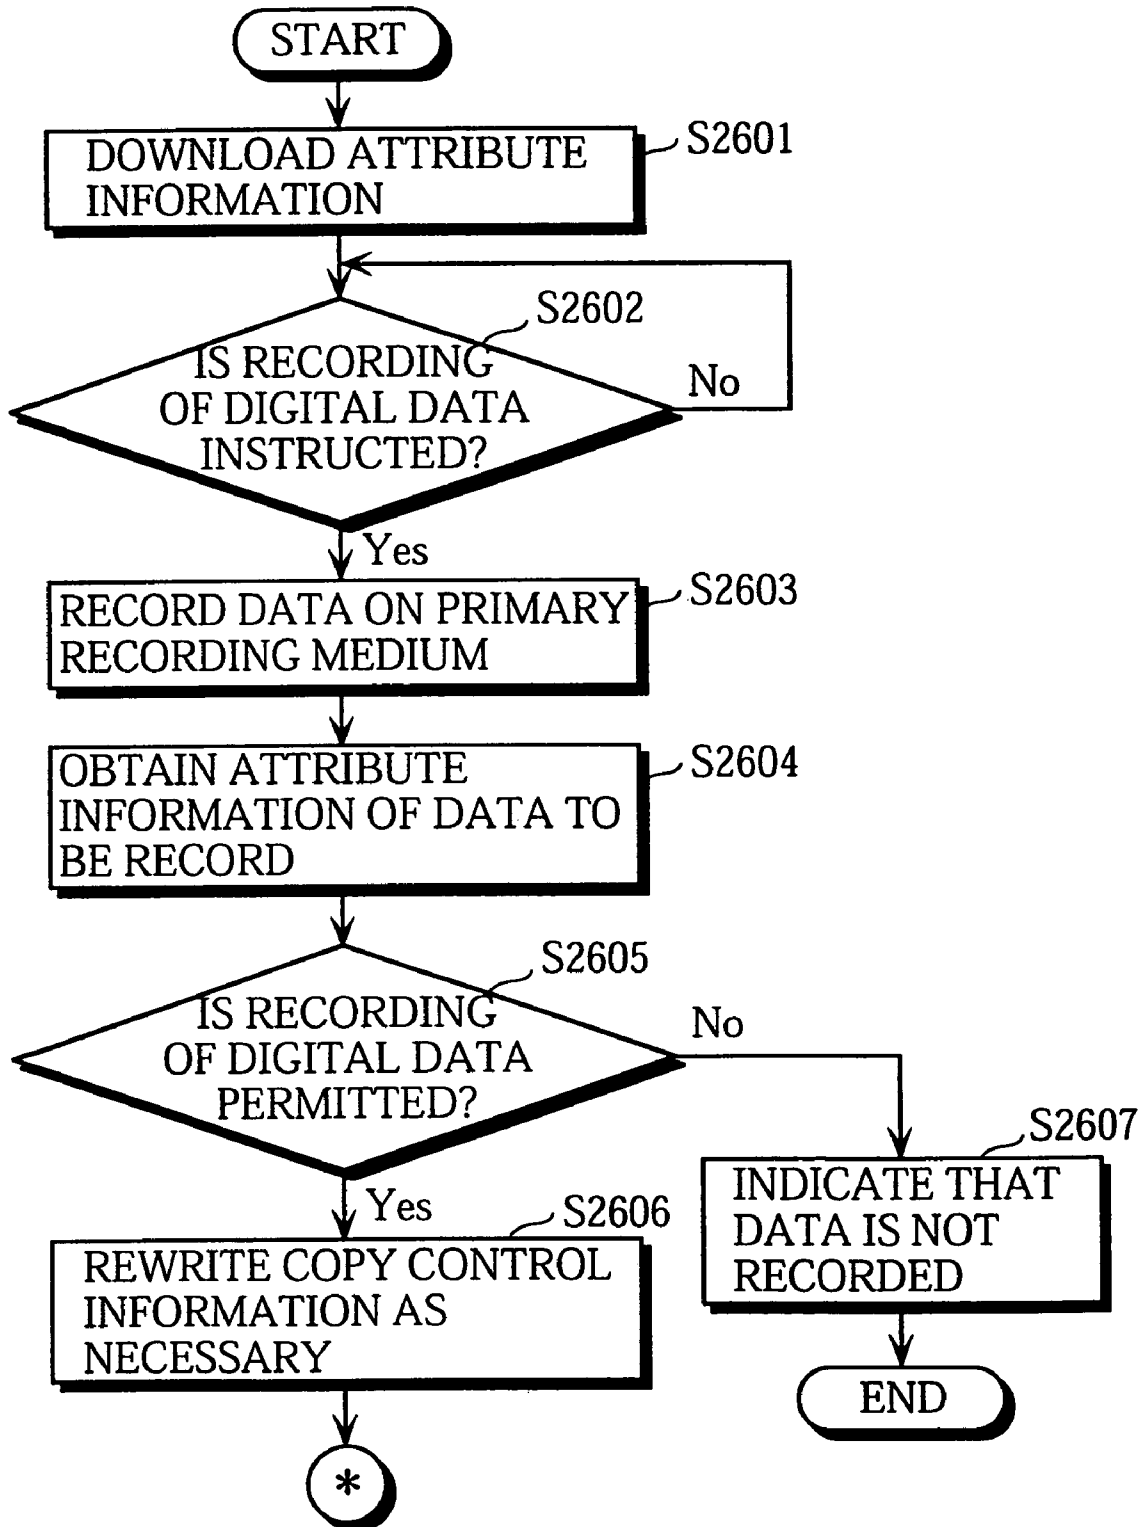 START
DOWNLOAD ATTRIBUTE
INFORMATION
S2601
S2602
IS RECORDING
OF DIGITAL DATA
INSTRUCTED?
No
Yes
S2603
RECORD DATA ON PRIMARY
RECORDING MEDIUM
S2604
OBTAIN ATTRIBUTE
INFORMATION OF DATA TO
BE RECORD
S2605
IS RECORDING
OF DIGITAL DATA
PERMITTED?
No
Yes
S2606
REWRITE COPY CONTROL
INFORMATION AS
NECESSARY
*
S2607
INDICATE THAT
DATA IS NOT
RECORDED
END